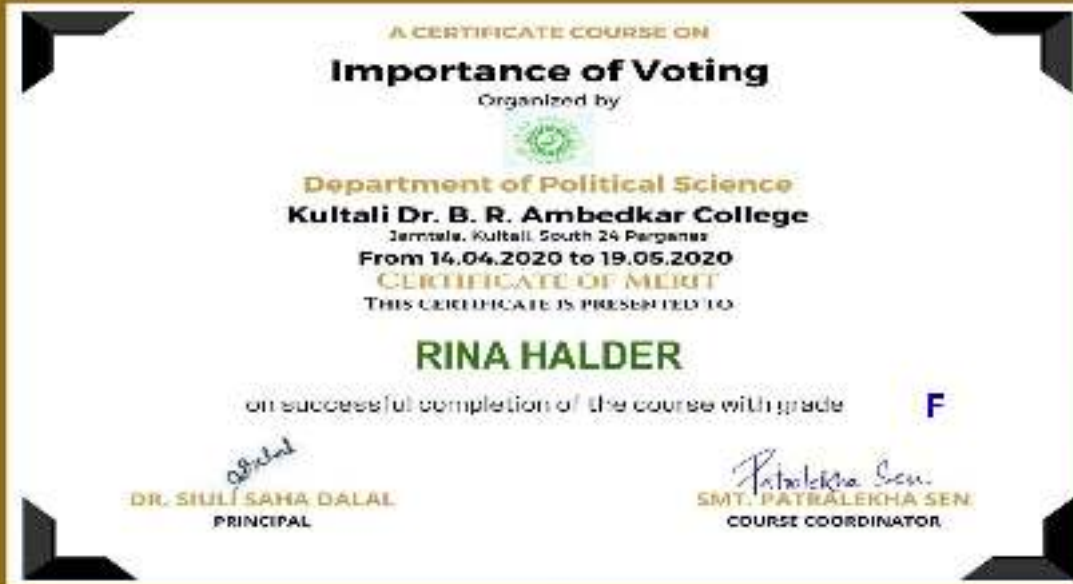 A CERTIFICATE COURSE ON
Importance of Voting
Organized by
Department of Political Science
Kultali Dr. B. R. Ambedkar College
Jamtala, Kultali, South 24 Parganas
From 14.04.2020 to 19.05.2020
CERTIFICATE OF MERIT
THIS CERTIFICATE IS PRESENTED TO
RINA HALDER
on successful completion of the course with grade F
DR. SIULI SAHA DALAL
PRINCIPAL
Patralekha Sen.
SMT. PATRALEKHA SEN
COURSE COORDINATOR